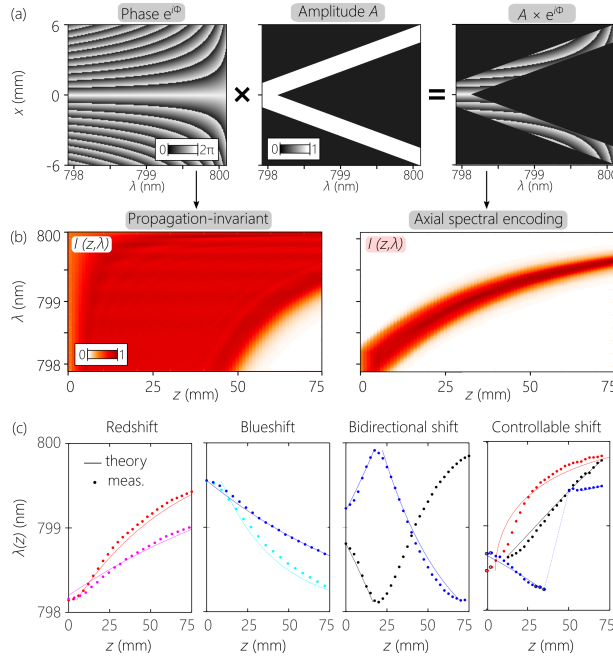 (a)
Phase e^iΦ
Amplitude A
A × e^iΦ
6
0
-6
x (mm)
0 2π
0 1
×
=
798 799 800
λ (nm)
798 799 800
λ (nm)
798 799 800
λ (nm)
Propagation-invariant
Axial spectral encoding
(b)
I (z,λ)
I (z,λ)
800
799
798
λ (nm)
0 1
0 25 50 75
z (mm)
0 25 50 75
z (mm)
(c)
Redshift
Blueshift
Bidirectional shift
Controllable shift
800
799
798
λ(z) (nm)
theory
meas.
0 25 50 75
z (mm)
0 25 50 75
z (mm)
0 25 50 75
z (mm)
0 25 50 75
z (mm)